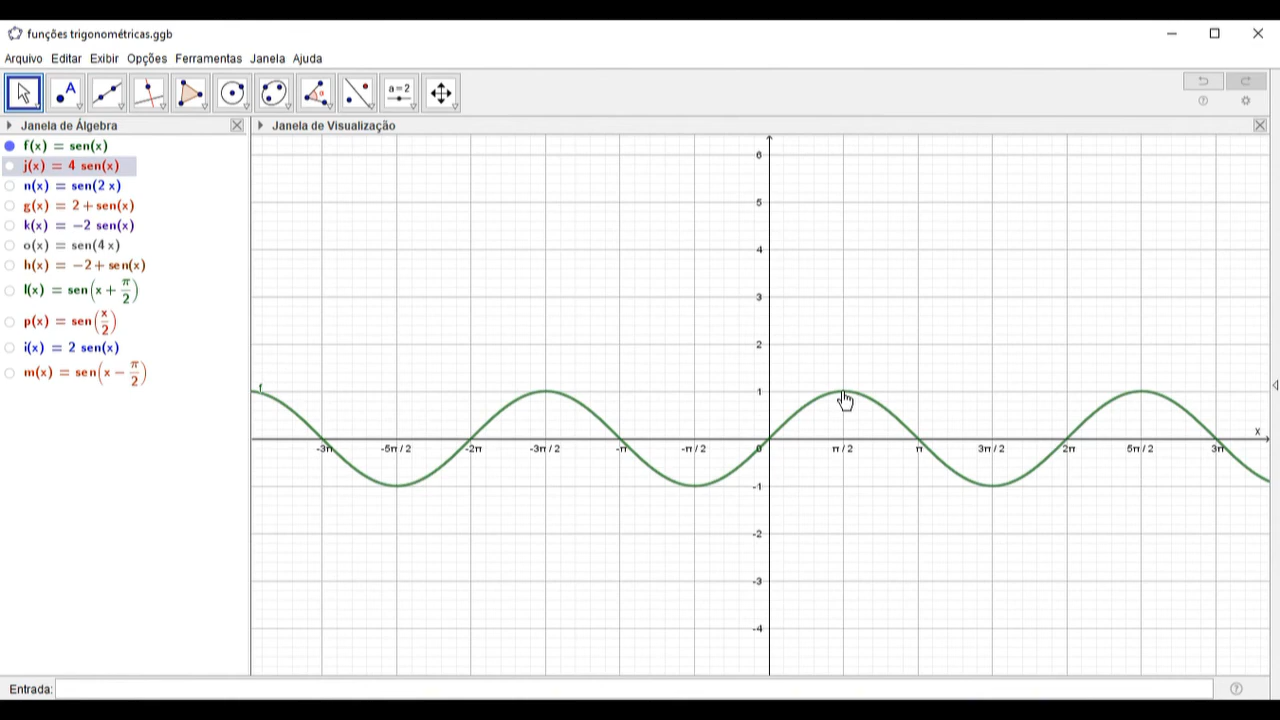 funções trigonométricas.ggb
Arquivo Editar Exibir Opções Ferramentas Janela Ajuda
A
α
a=2
Janela de Álgebra
Janela de Visualização
f(x) = sen(x)
j(x) = 4 sen(x)
n(x) = sen(2 x)
g(x) = 2 + sen(x)
k(x) = −2 sen(x)
o(x) = sen(4 x)
h(x) = −2 + sen(x)
l(x) = sen(x + π/2)
p(x) = sen(x/2)
i(x) = 2 sen(x)
m(x) = sen(x − π/2)
6
5
4
3
2
1
f
x
-3π -5π / 2 -2π -3π / 2 -π -π / 2 0 π / 2 π 3π / 2 2π 5π / 2 3π
-1
-2
-3
-4
Entrada: